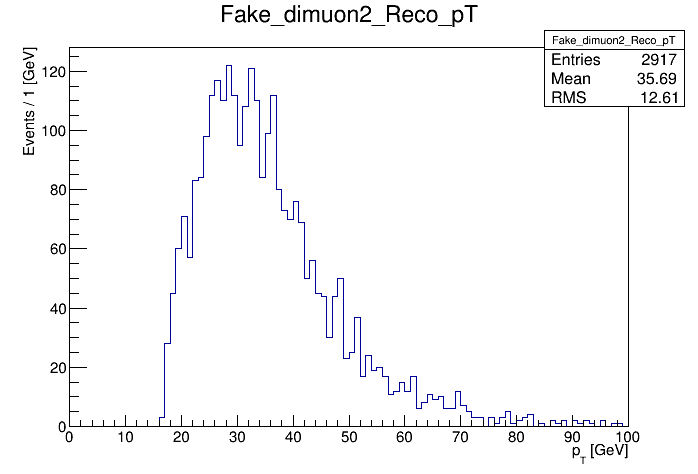 Fake_dimuon2_Reco_pT
Fake_dimuon2_Reco_pT
Entries 2917
Mean 35.69
RMS 12.61
Events / 1 [GeV]
120
100
80
60
40
20
0
0 10 20 30 40 50 60 70 80 90 100
p_T [GeV]